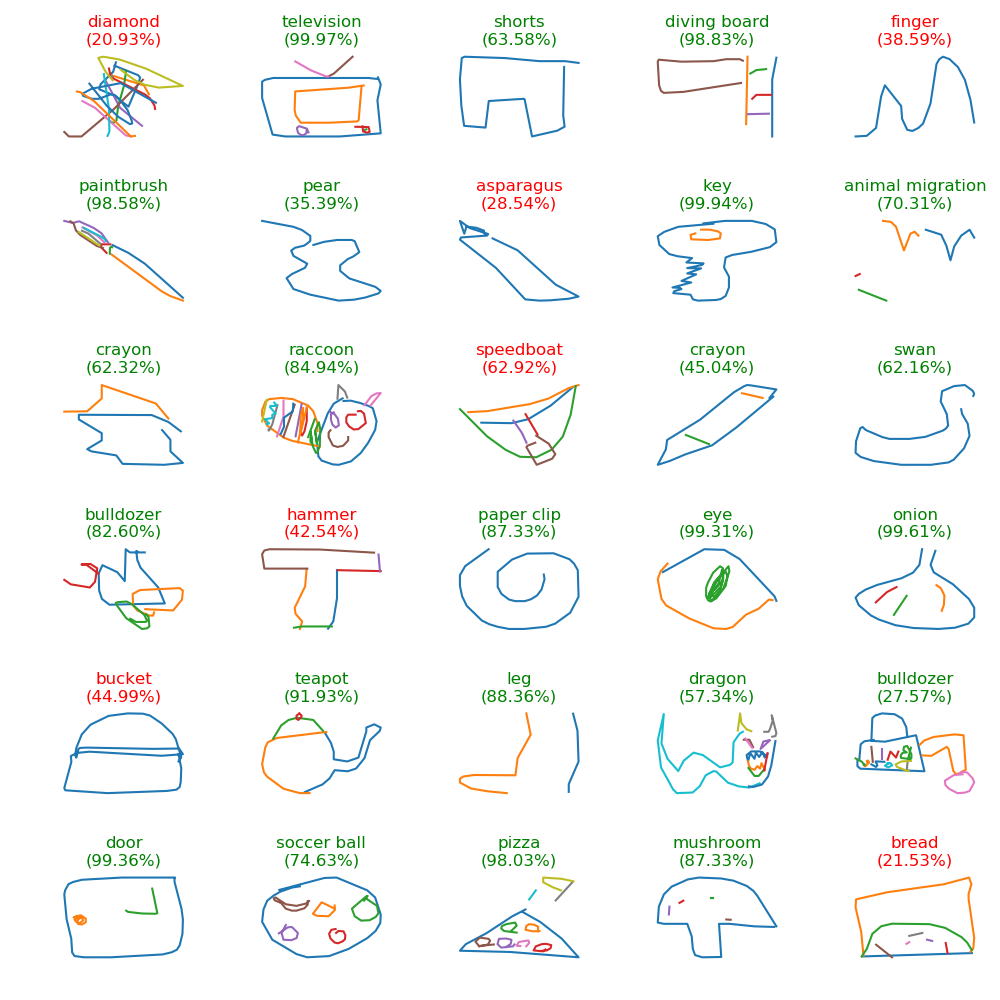 diamond
(20.93%)
television
(99.97%)
shorts
(63.58%)
diving board
(98.83%)
finger
(38.59%)
paintbrush
(98.58%)
pear
(35.39%)
asparagus
(28.54%)
key
(99.94%)
animal migration
(70.31%)
crayon
(62.32%)
raccoon
(84.94%)
speedboat
(62.92%)
crayon
(45.04%)
swan
(62.16%)
bulldozer
(82.60%)
hammer
(42.54%)
paper clip
(87.33%)
eye
(99.31%)
onion
(99.61%)
bucket
(44.99%)
teapot
(91.93%)
leg
(88.36%)
dragon
(57.34%)
bulldozer
(27.57%)
door
(99.36%)
soccer ball
(74.63%)
pizza
(98.03%)
mushroom
(87.33%)
bread
(21.53%)